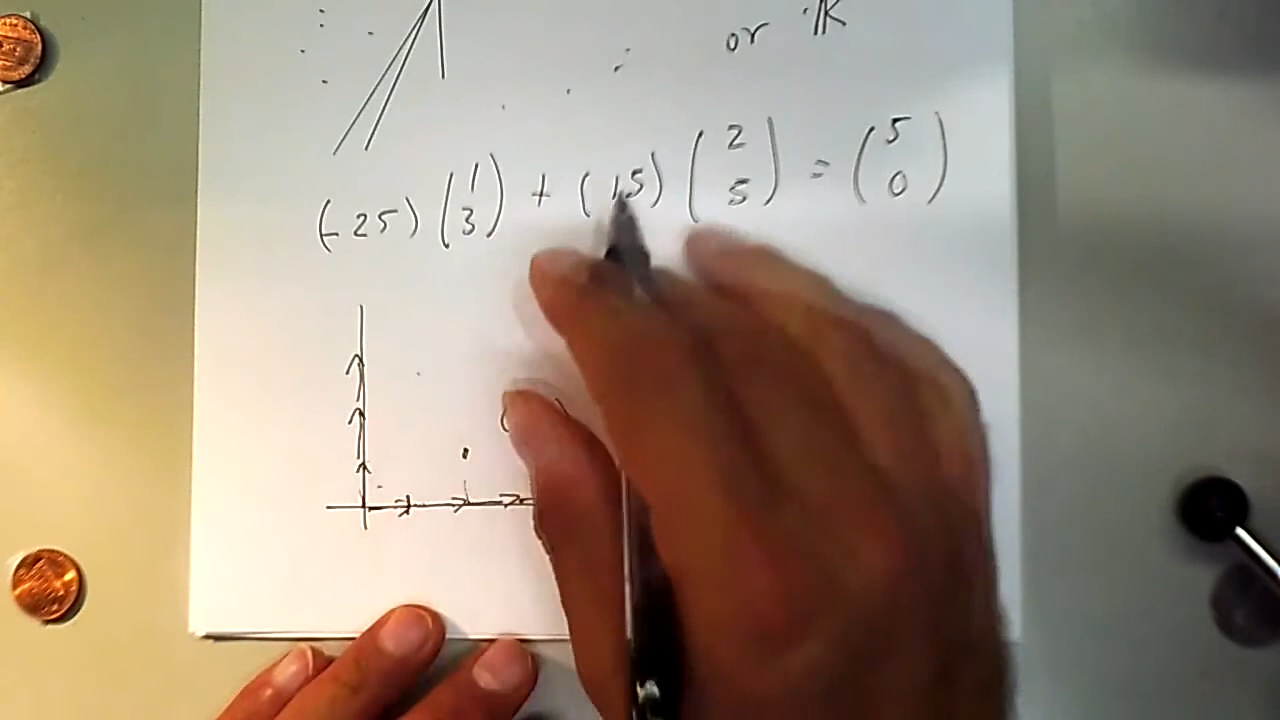 or ℝ
(-25) (1 3) + (15) (2 5) = (5 0)